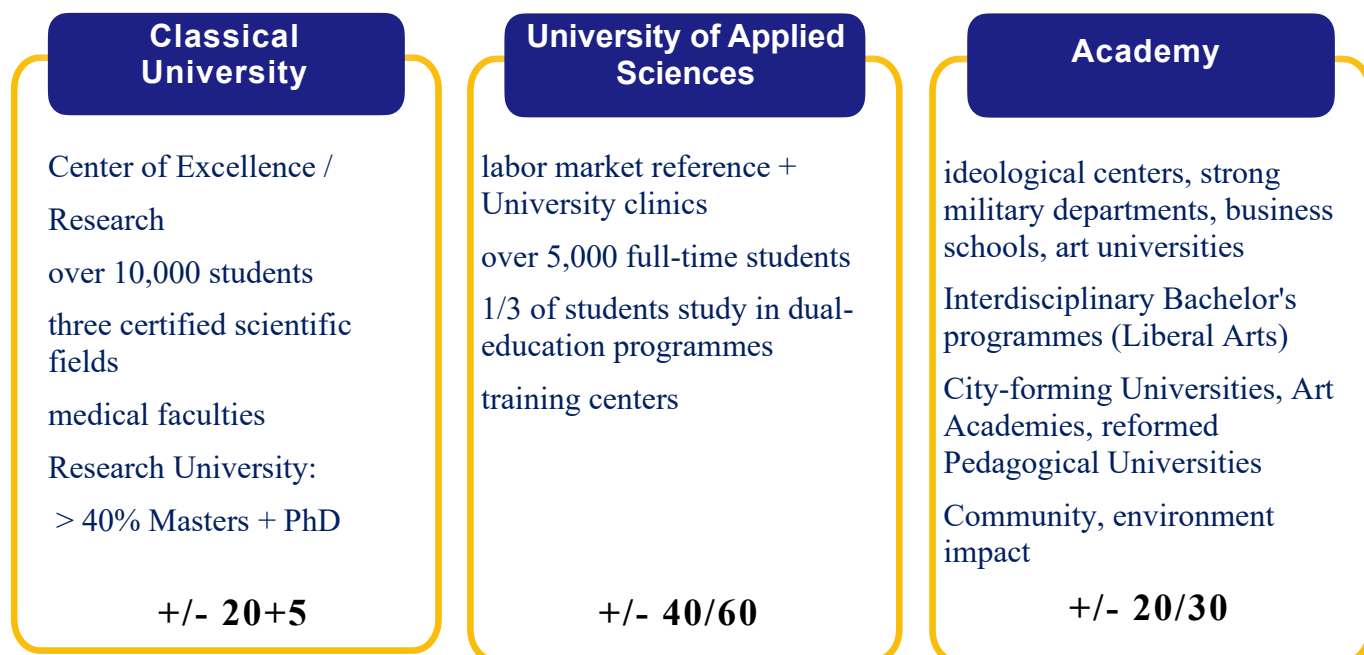 Classical
University
Center of Excellence /
Research
over 10,000 students
three certified scientific
fields
medical faculties
Research University:
> 40% Masters + PhD
+/- 20+5
University of Applied
Sciences
labor market reference +
University clinics
over 5,000 full-time students
1/3 of students study in dual-
education programmes
training centers
+/- 40/60
Academy
ideological centers, strong
military departments, business
schools, art universities
Interdisciplinary Bachelor's
programmes (Liberal Arts)
City-forming Universities, Art
Academies, reformed
Pedagogical Universities
Community, environment
impact
+/- 20/30